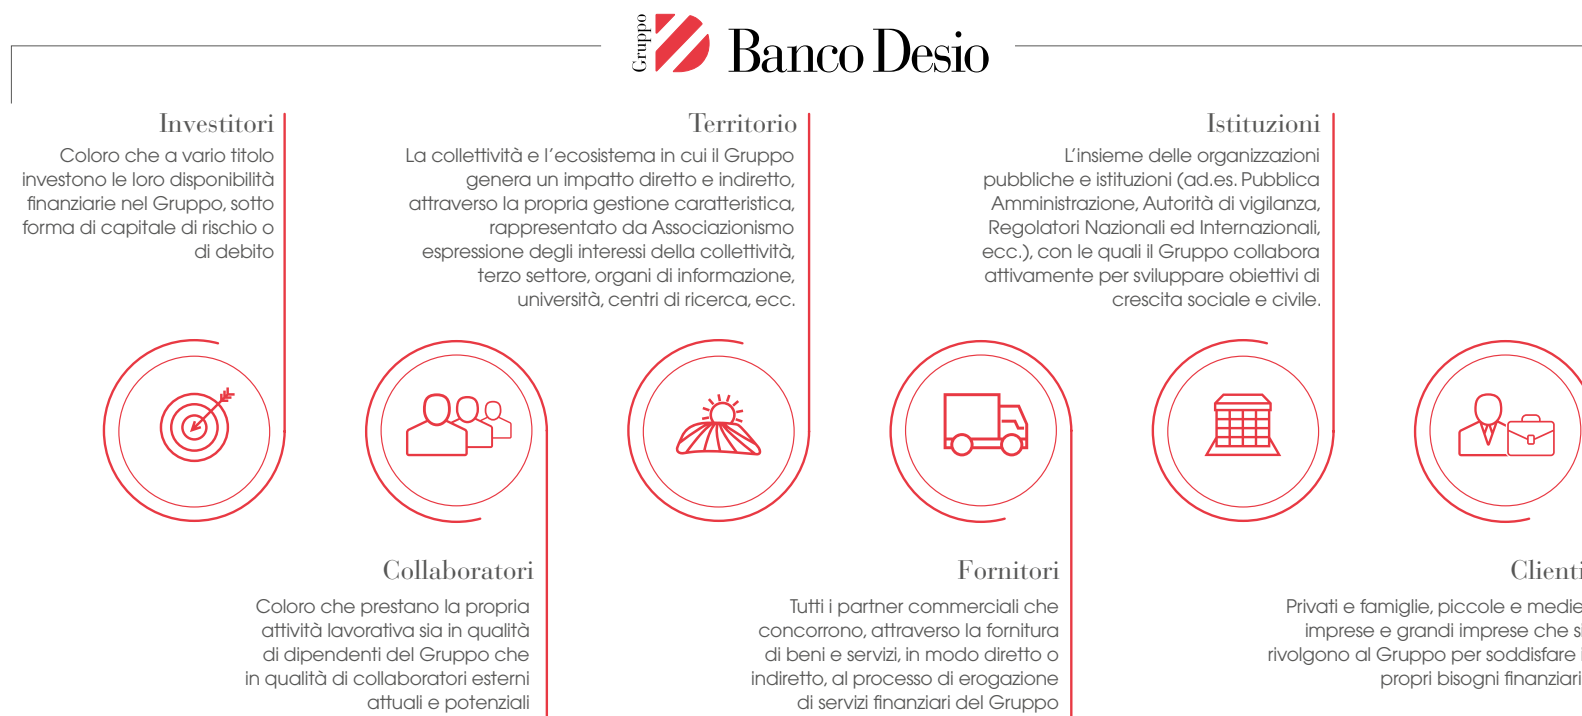 Gruppo
Banco Desio
Investitori
Coloro che a vario titolo
investono le loro disponibilità
finanziarie nel Gruppo, sotto
forma di capitale di rischio o
di debito
Territorio
La collettività e l'ecosistema in cui il Gruppo
genera un impatto diretto e indiretto,
attraverso la propria gestione caratteristica,
rappresentato da Associazionismo
espressione degli interessi della collettività,
terzo settore, organi di informazione,
università, centri di ricerca, ecc.
Istituzioni
L'insieme delle organizzazioni
pubbliche e istituzioni (ad.es. Pubblica
Amministrazione, Autorità di vigilanza,
Regolatori Nazionali ed Internazionali,
ecc.), con le quali il Gruppo collabora
attivamente per sviluppare obiettivi di
crescita sociale e civile.
Collaboratori
Coloro che prestano la propria
attività lavorativa sia in qualità
di dipendenti del Gruppo che
in qualità di collaboratori esterni
attuali e potenziali
Fornitori
Tutti i partner commerciali che
concorrono, attraverso la fornitura
di beni e servizi, in modo diretto o
indiretto, al processo di erogazione
di servizi finanziari del Gruppo
Clienti
Privati e famiglie, piccole e medie
imprese e grandi imprese che si
rivolgono al Gruppo per soddisfare i
propri bisogni finanziari